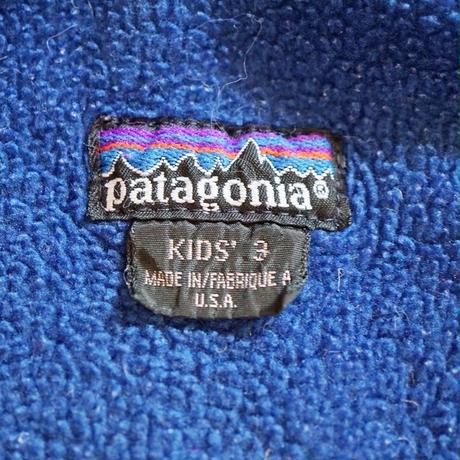 patagonia®
KIDS' 3
MADE IN/FABRIQUE A
U.S.A.